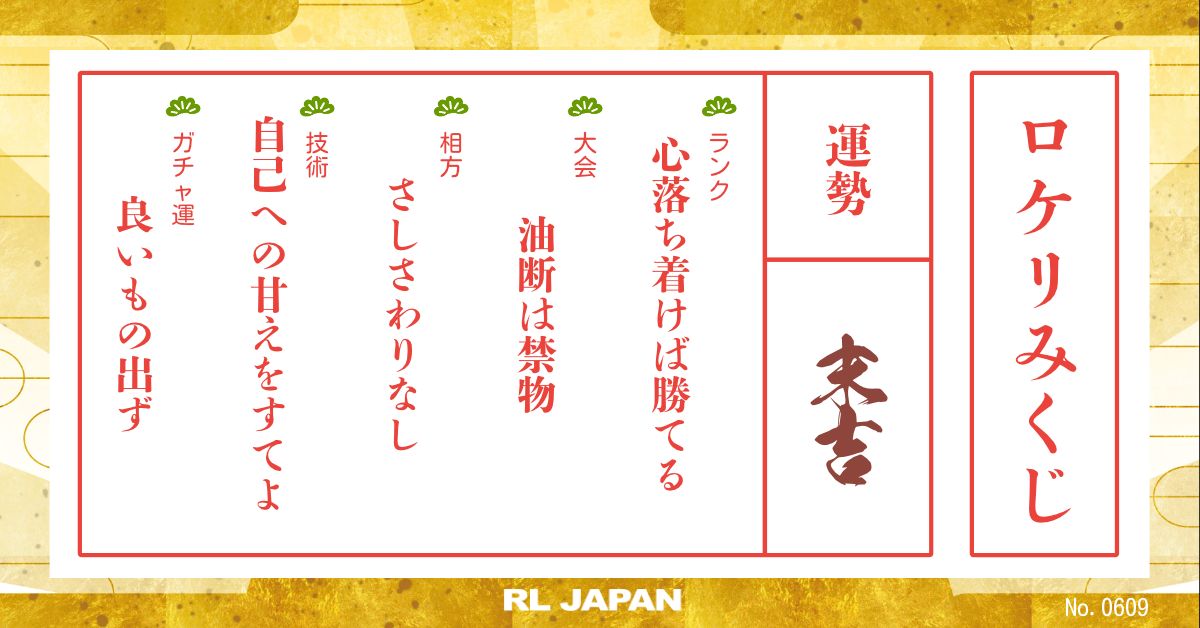 ロケリみくじ
運勢
末吉
ランク
心落ち着けば勝てる
大会
油断は禁物
相方
さしさわりなし
技術
自己への甘えをすてよ
ガチャ運
良いもの出ず
RL JAPAN
No. 0609